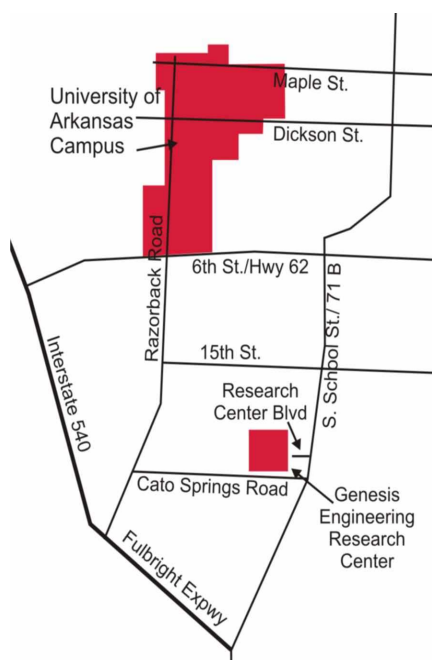 Maple St.
University of
Arkansas
Campus
Dickson St.
6th St./Hwy 62
Razorback Road
S. School St./ 71 B
Interstate 540
15th St.
Research
Center Blvd
Cato Springs Road
Genesis
Engineering
Research
Center
Fulbright Expwy